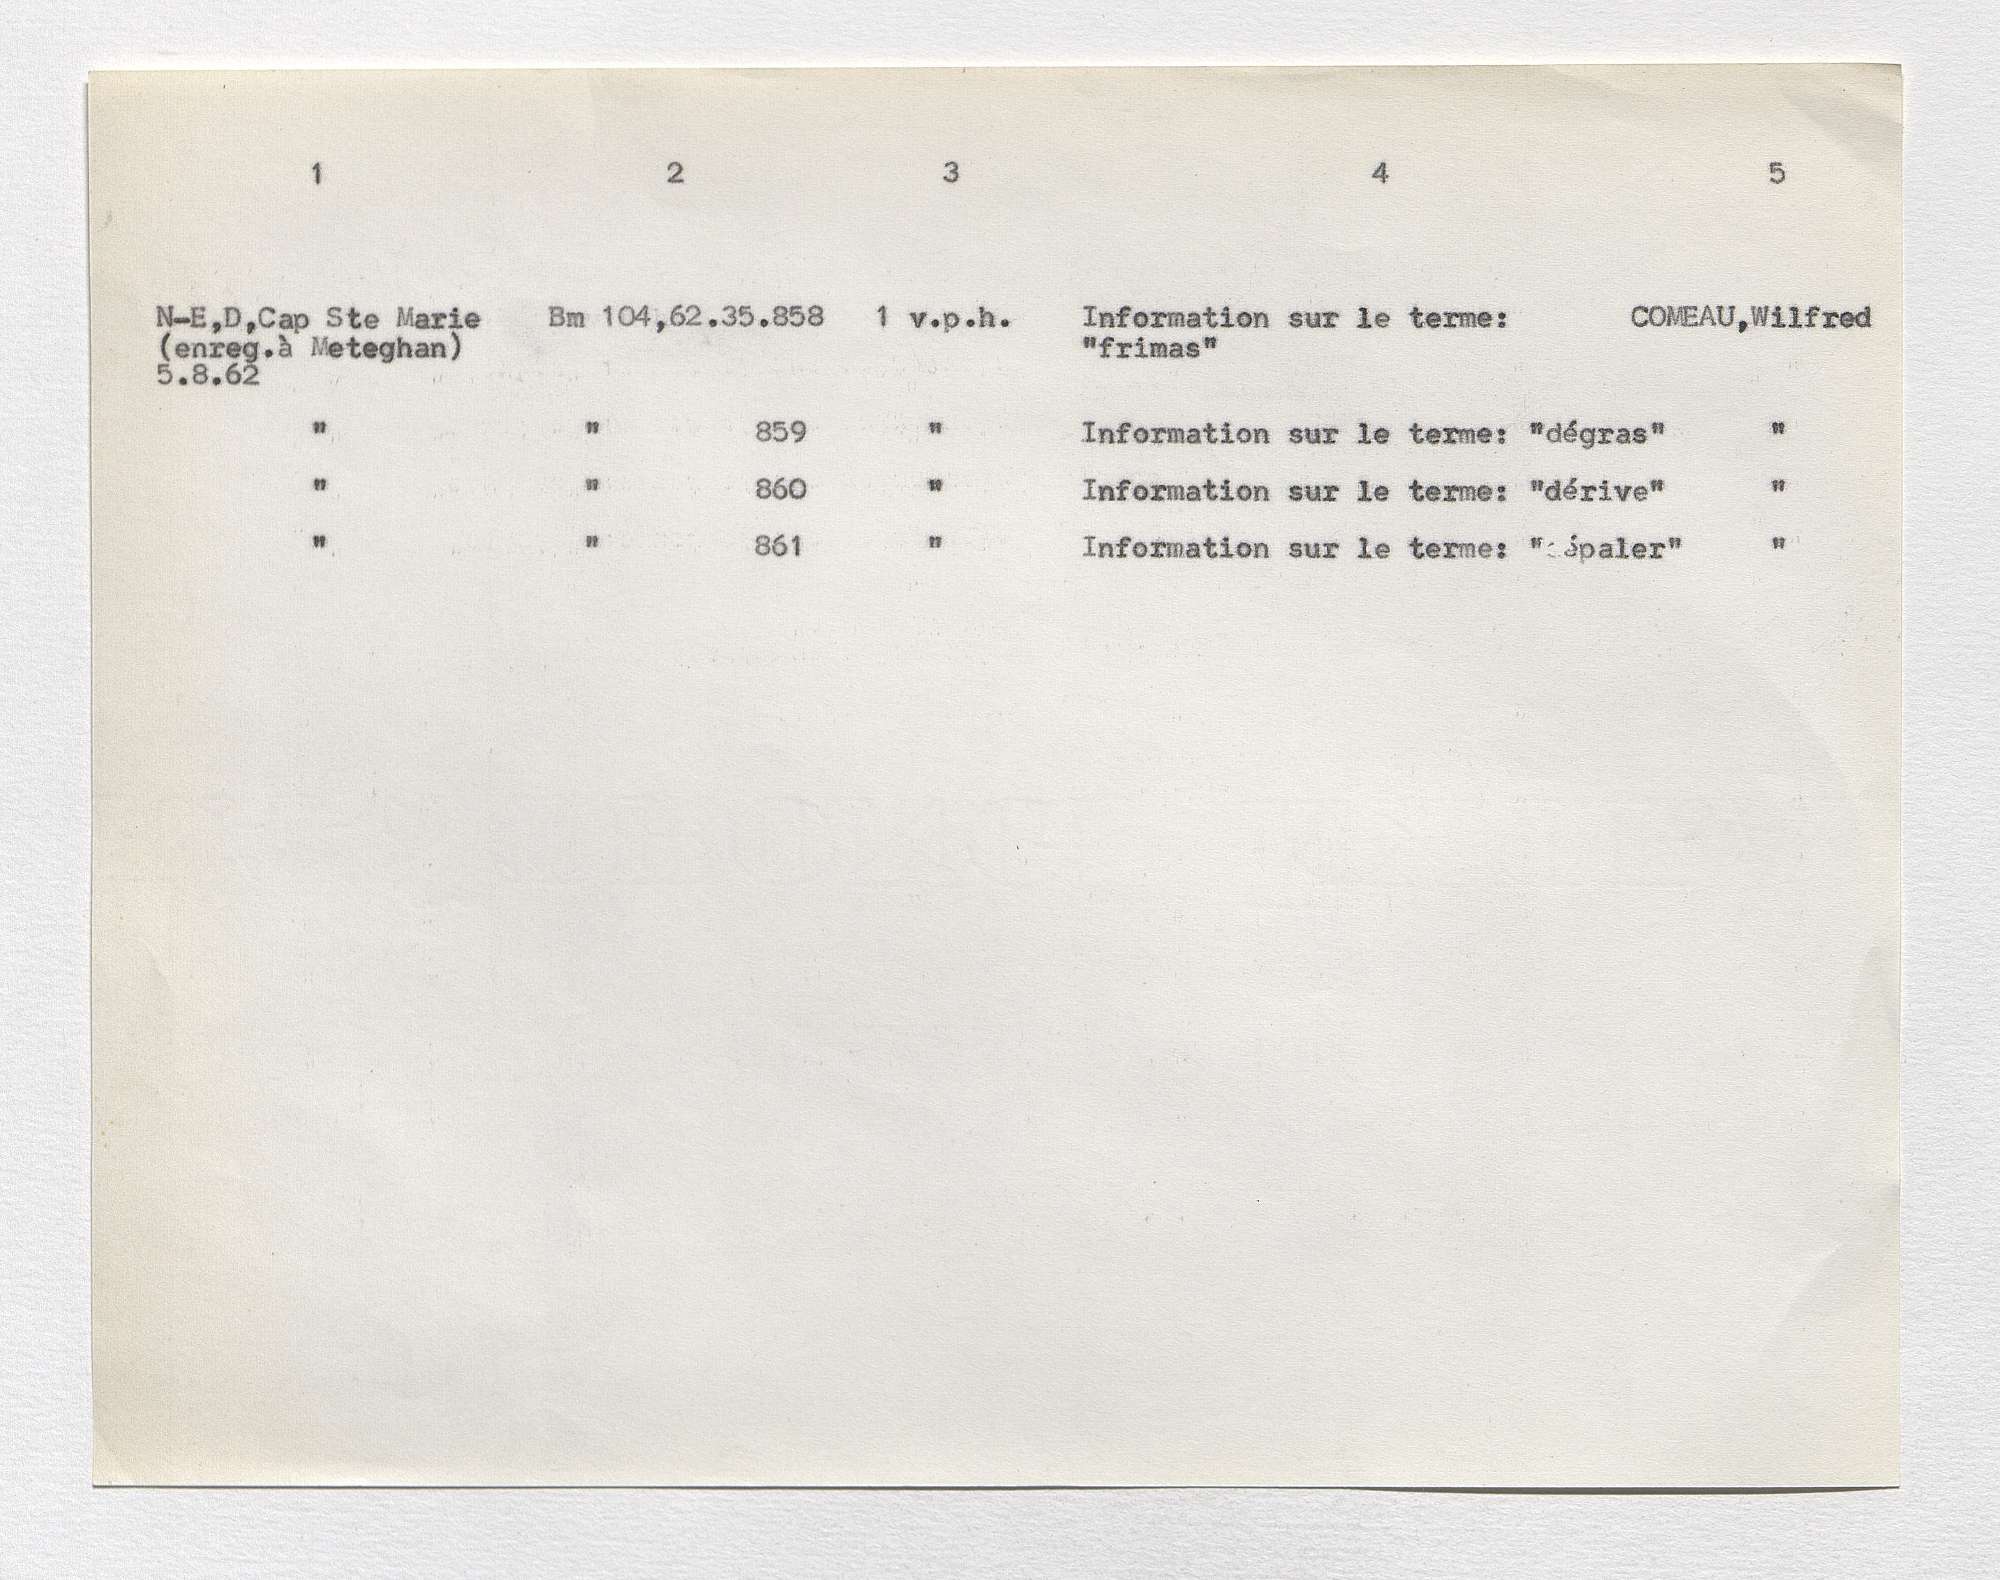 1 2 3 4 5
N-E,D,Cap Ste Marie Bm 104,62.35.858 1 v.p.h. Information sur le terme: COMEAU,Wilfred
(enreg.à Meteghan) "frimas"
5.8.62
" " 859 " Information sur le terme: "dégras" "
" " 860 " Information sur le terme: "dérive" "
" " 861 " Information sur le terme: "